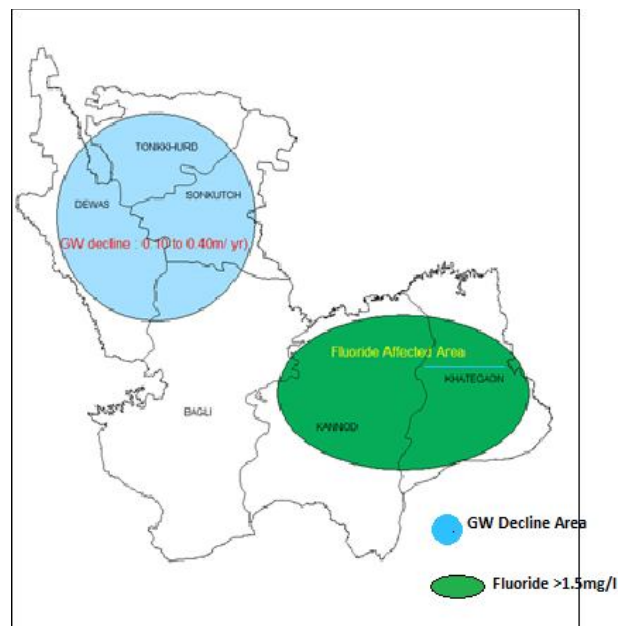 TONKKHURD
SONKUTCH
DEWAS
GW decline : 0.10 to 0.40m/ yr)
Fluoride Affected Area
KHATEGAON
BAGLI
KANNOD
GW Decline Area
Fluoride >1.5mg/l